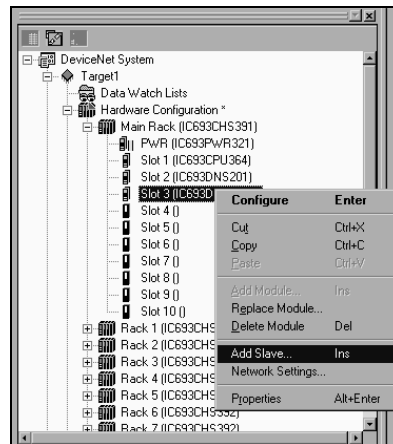 DeviceNet System
Target1
Data Watch Lists
Hardware Configuration *
Main Rack (IC693CHS391)
PWR (IC693PWR321)
Slot 1 (IC693CPU364)
Slot 2 (IC693DNS201)
Slot 3 (IC693D
Slot 4 ()
Slot 5 ()
Slot 6 ()
Slot 7 ()
Slot 8 ()
Slot 9 ()
Slot 10 ()
Rack 1 (IC693CHS
Rack 2 (IC693CHS
Rack 3 (IC693CHS
Rack 4 (IC693CHS
Rack 5 (IC693CHS
Rack 6 (IC693CHS392)
Rack 7 (IC693CHS392)
Configure Enter
Cut Ctrl+X
Copy Ctrl+C
Paste Ctrl+V
Add Module... Ins
Replace Module...
Delete Module Del
Add Slave... Ins
Network Settings...
Properties Alt+Enter